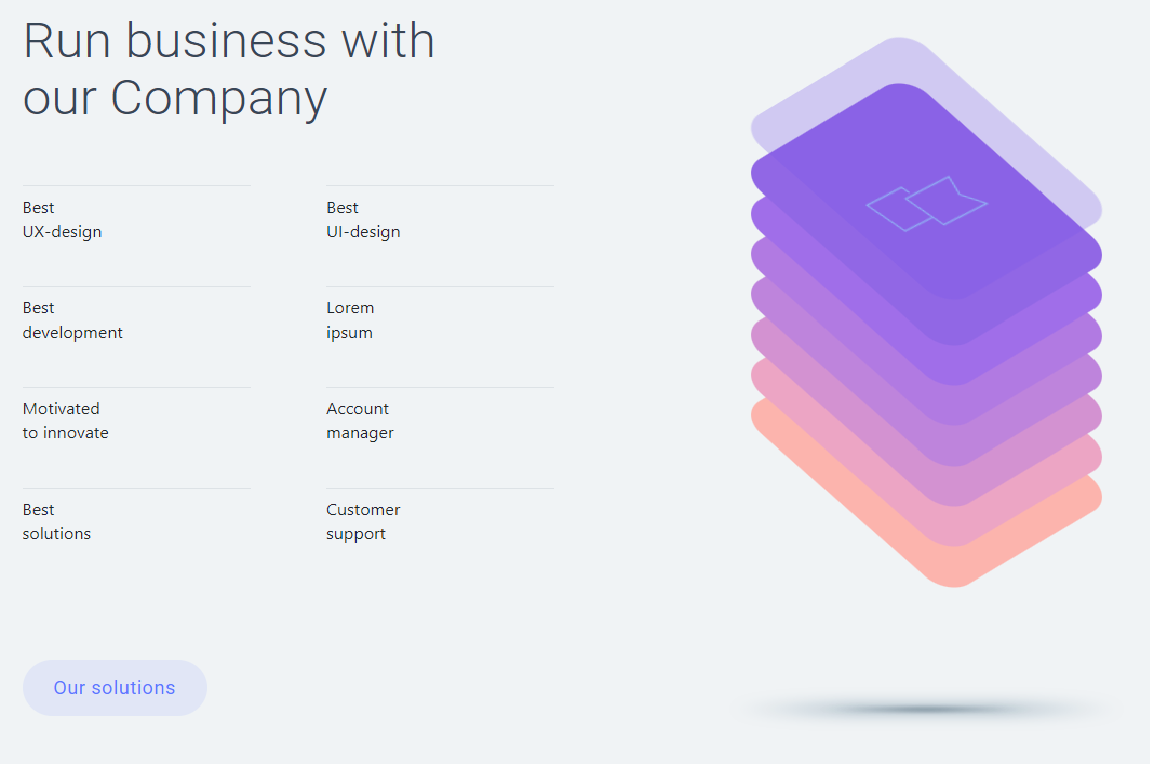 Run business with
our Company
Best
UX-design
Best
UI-design
Best
development
Lorem
ipsum
Motivated
to innovate
Account
manager
Best
solutions
Customer
support
Our solutions